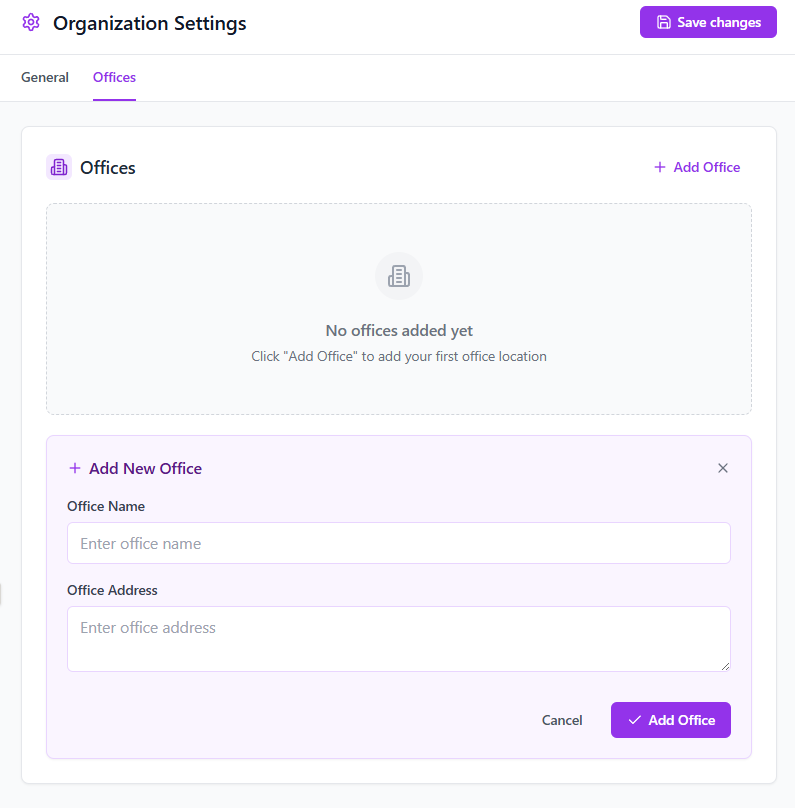 Organization Settings
Save changes
General
Offices
Offices
Add Office
No offices added yet
Click "Add Office" to add your first office location
Add New Office
Office Name
Enter office name
Office Address
Enter office address
Cancel
Add Office